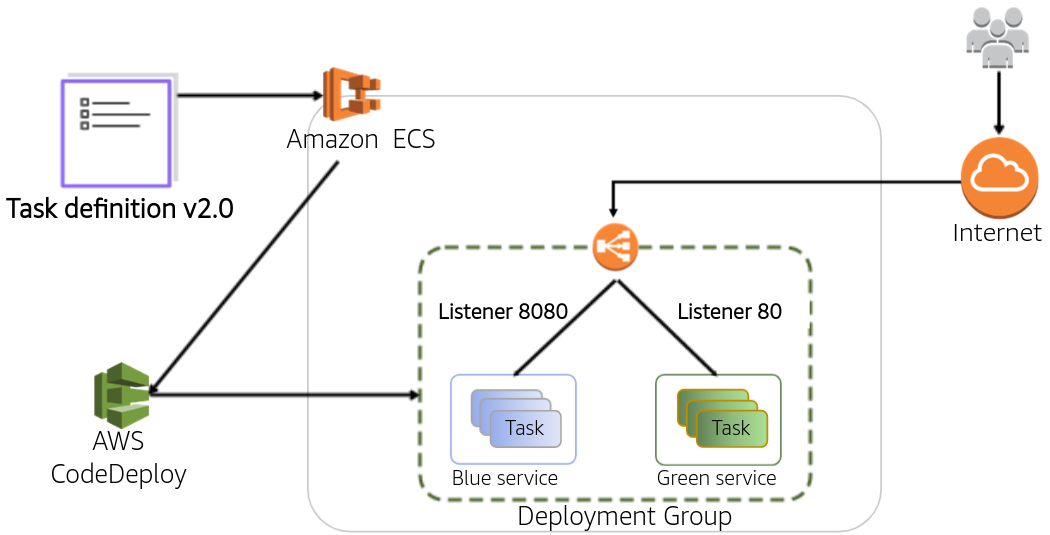 Amazon ECS
Task definition v2.0
Internet
Listener 8080
Listener 80
Task
Task
AWS
CodeDeploy
Blue service
Green service
Deployment Group